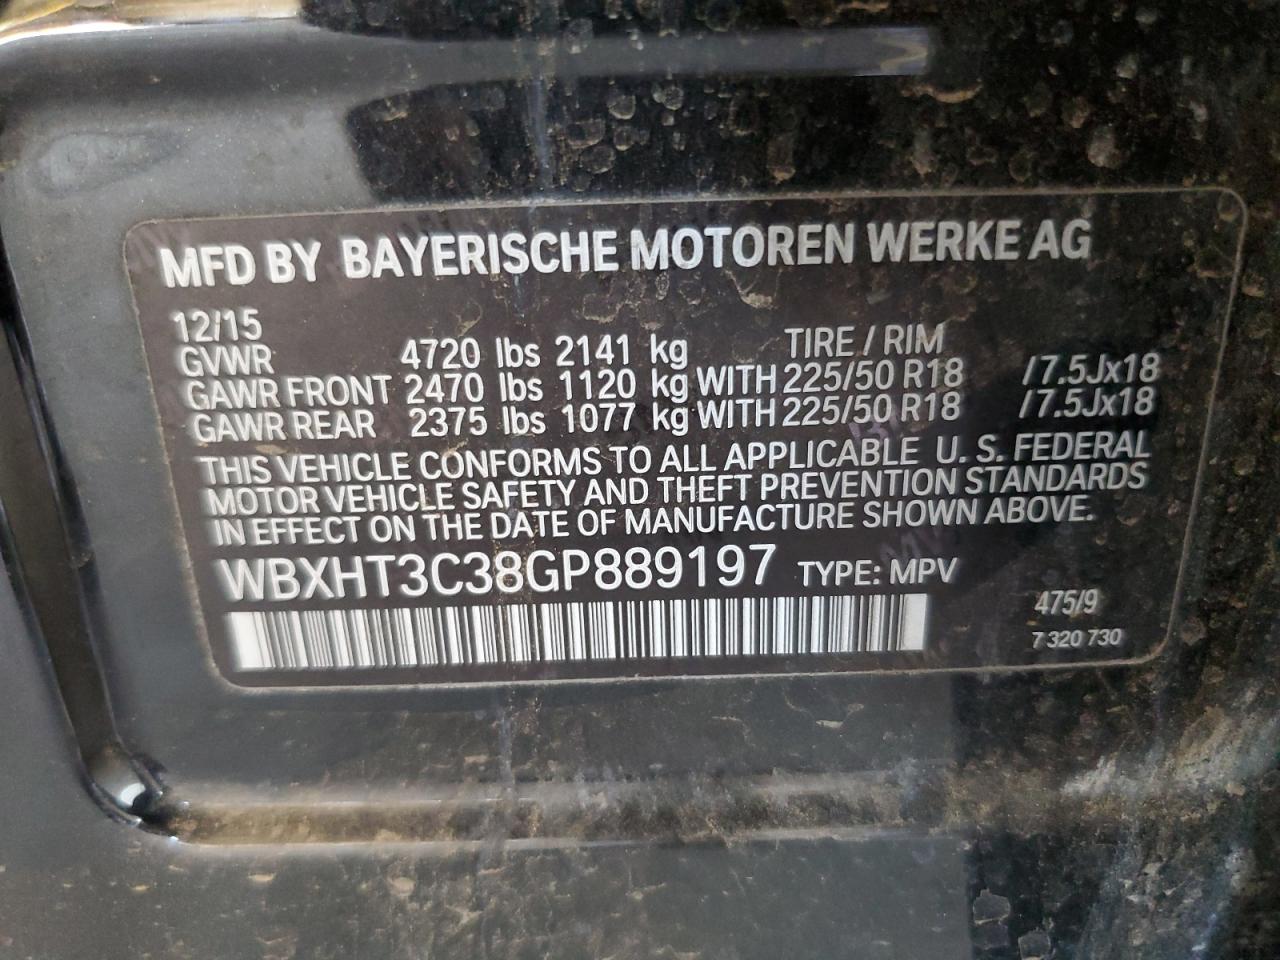 MFD BY BAYERISCHE MOTOREN WERKE AG
12/15 TIRE / RIM
GVWR 4720 lbs 2141 kg
GAWR FRONT 2470 lbs 1120 kg WITH 225/50 R18 /7.5Jx18
GAWR REAR 2375 lbs 1077 kg WITH 225/50 R18 /7.5Jx18
THIS VEHICLE CONFORMS TO ALL APPLICABLE U. S. FEDERAL
MOTOR VEHICLE SAFETY AND THEFT PREVENTION STANDARDS
IN EFFECT ON THE DATE OF MANUFACTURE SHOWN ABOVE.
WBXHT3C38GP889197 TYPE: MPV
475/9
7 320 730